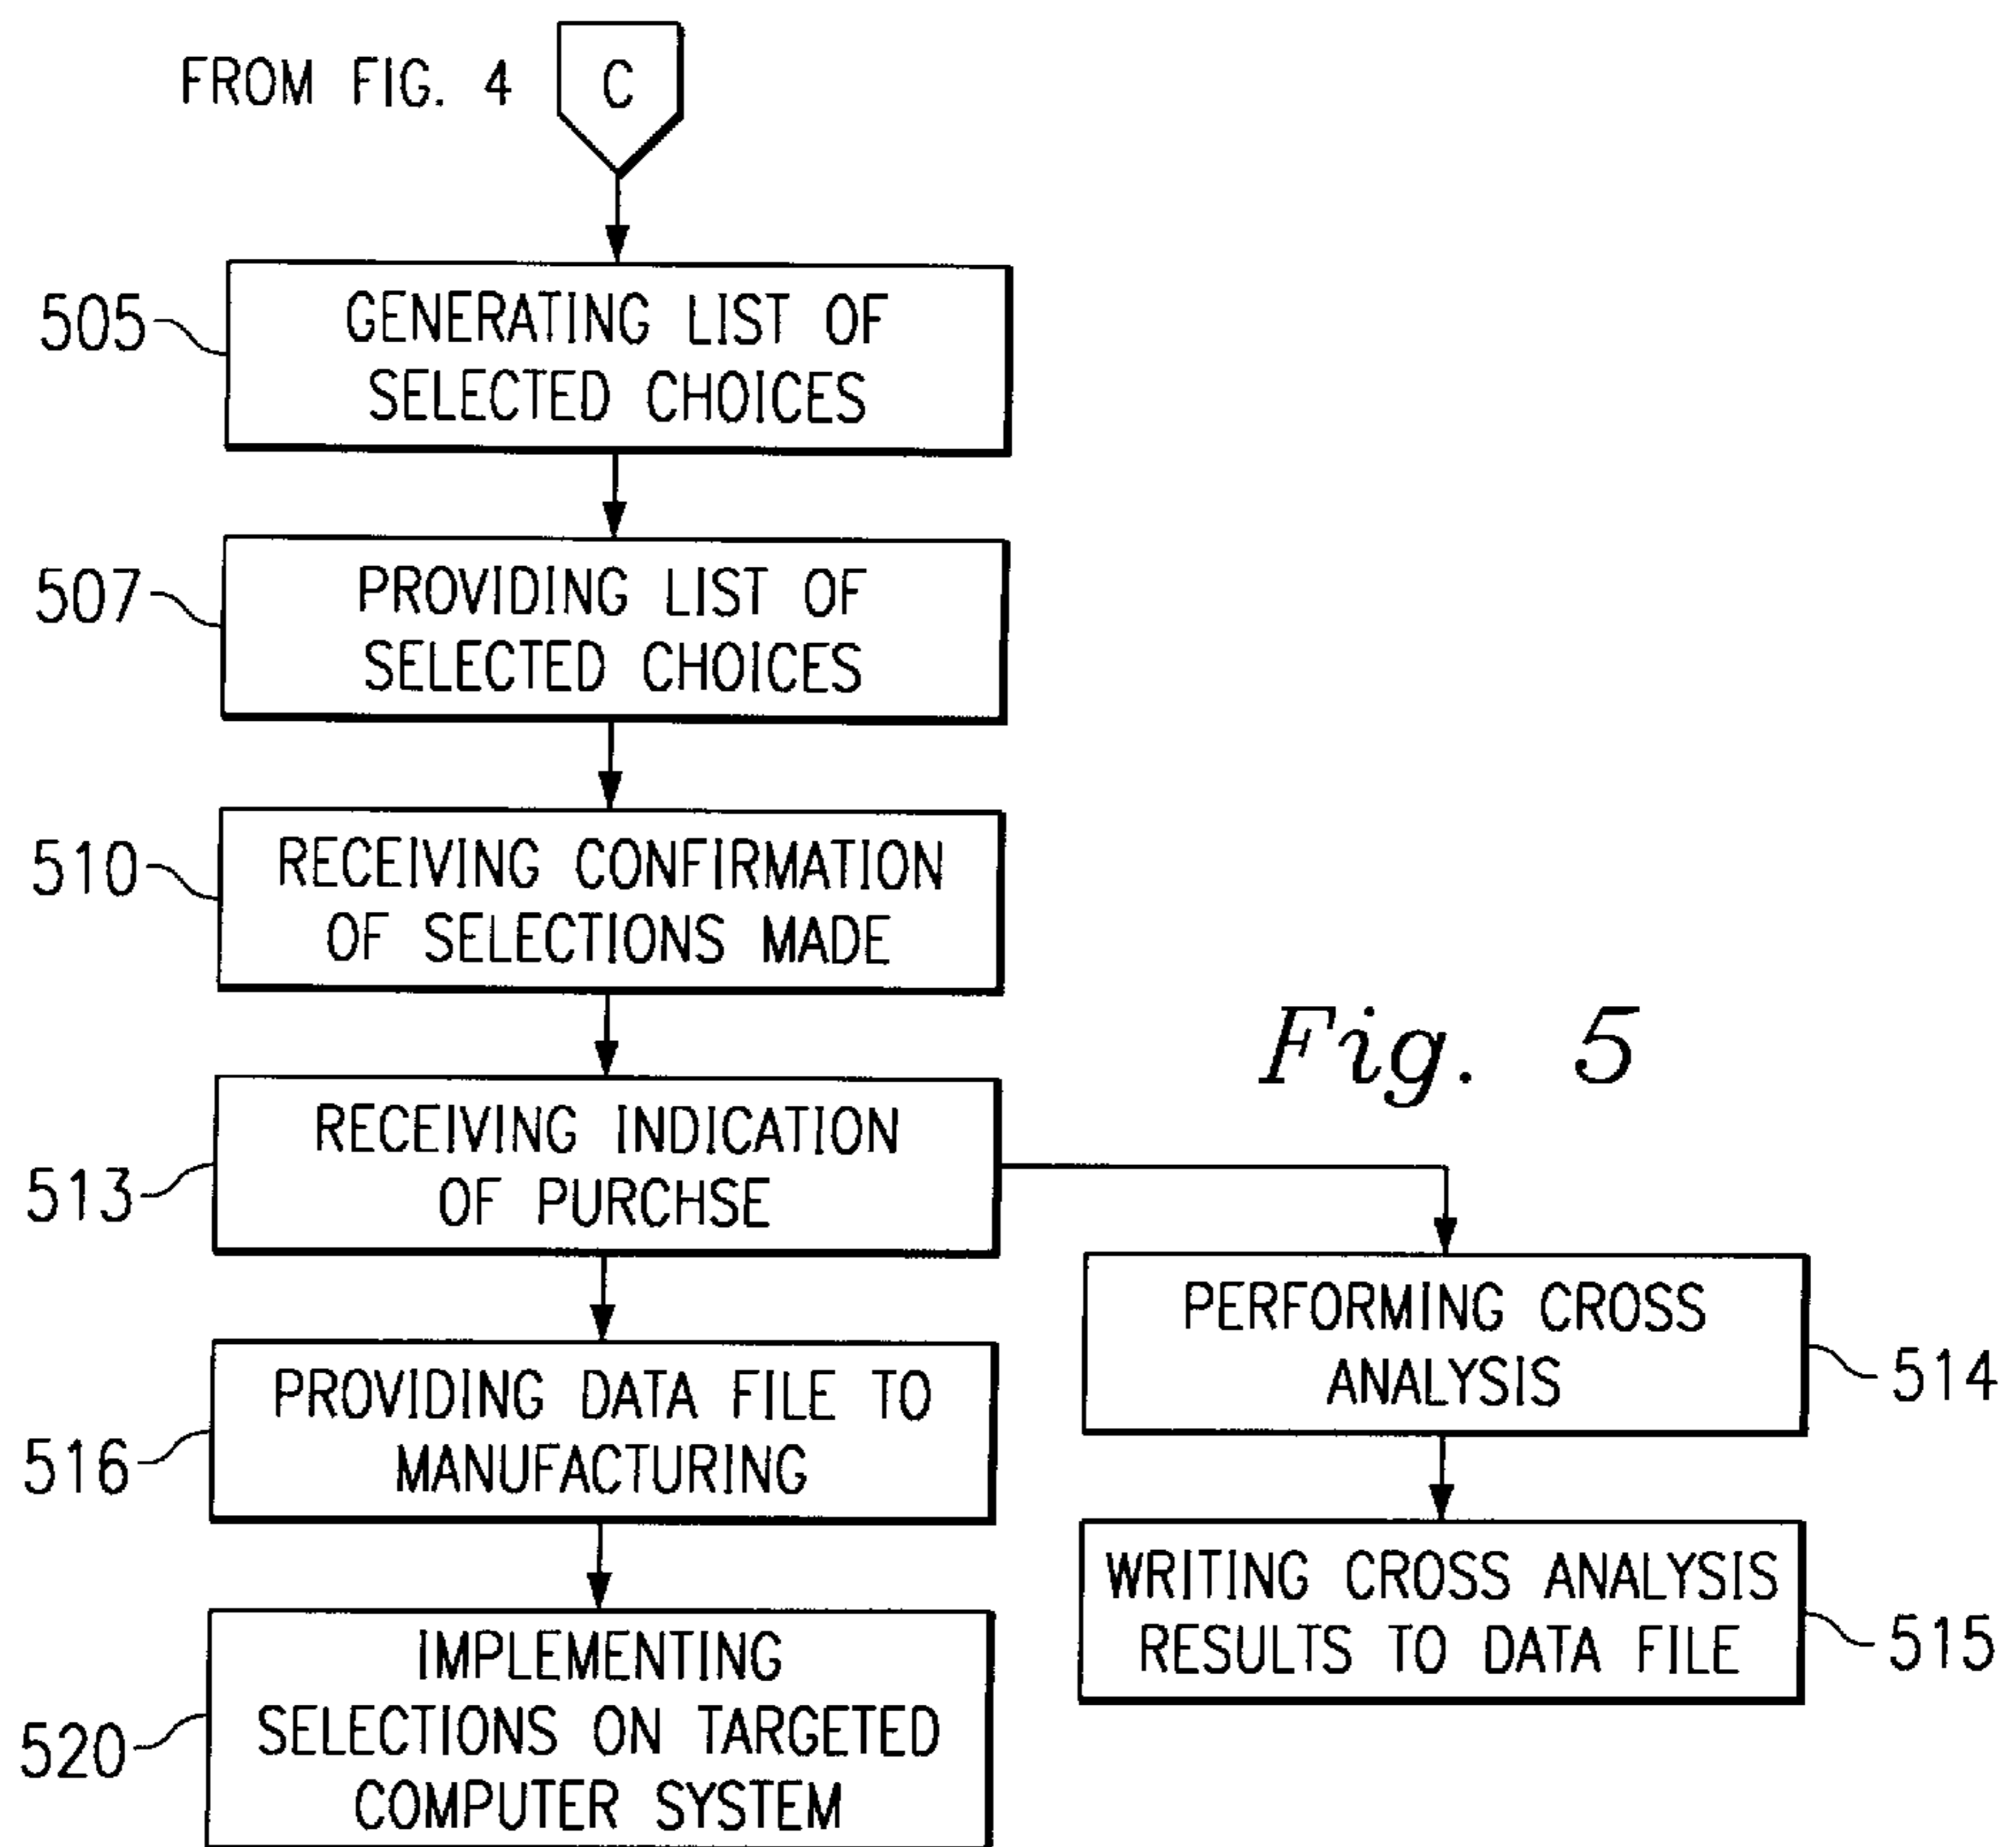 FROM FIG. 4
C
505
GENERATING LIST OF
SELECTED CHOICES
507
PROVIDING LIST OF
SELECTED CHOICES
510
RECEIVING CONFIRMATION
OF SELECTIONS MADE
Fig. 5
513
RECEIVING INDICATION
OF PURCHSE
PERFORMING CROSS
ANALYSIS
514
516
PROVIDING DATA FILE TO
MANUFACTURING
WRITING CROSS ANALYSIS
RESULTS TO DATA FILE
515
520
IMPLEMENTING
SELECTIONS ON TARGETED
COMPUTER SYSTEM